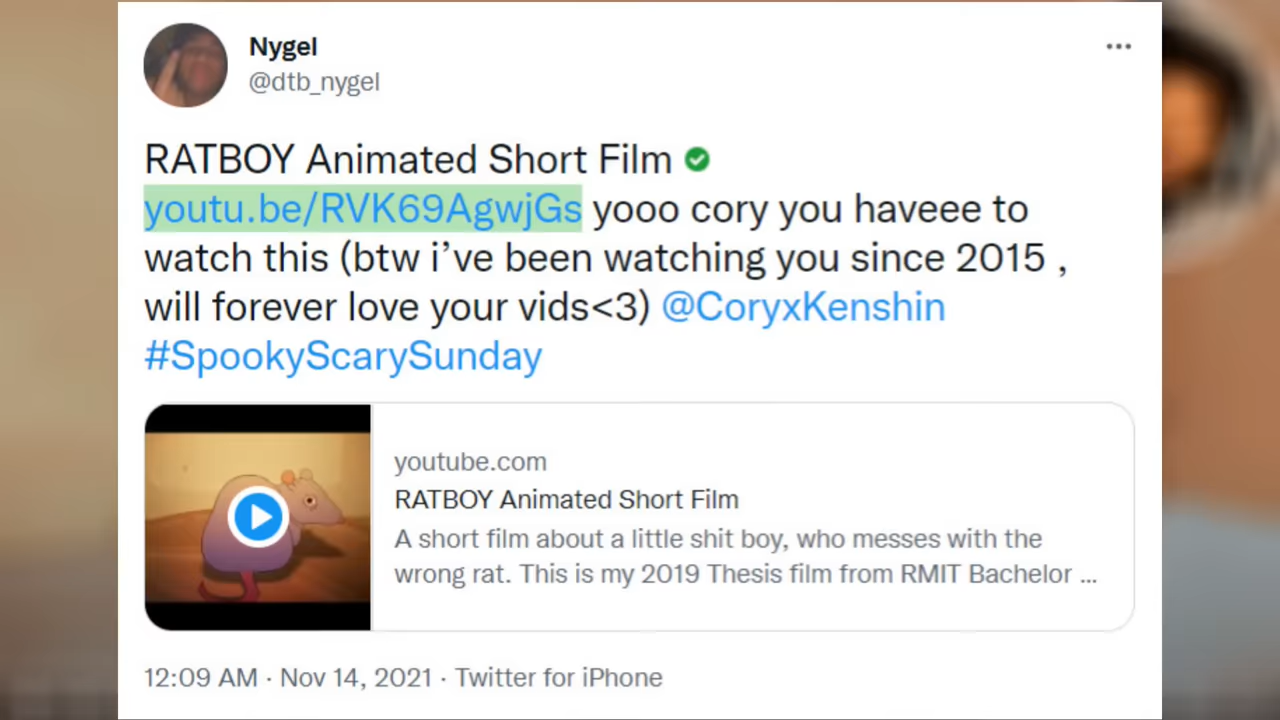 Nygel
@dtb_nygel
RATBOY Animated Short Film
youtu.be/RVK69AgwjGs yooo cory you haveee to
watch this (btw i’ve been watching you since 2015 ,
will forever love your vids<3) @CoryxKenshin
#SpookyScarySunday
youtube.com
RATBOY Animated Short Film
A short film about a little shit boy, who messes with the
wrong rat. This is my 2019 Thesis film from RMIT Bachelor ...
12:09 AM · Nov 14, 2021 · Twitter for iPhone